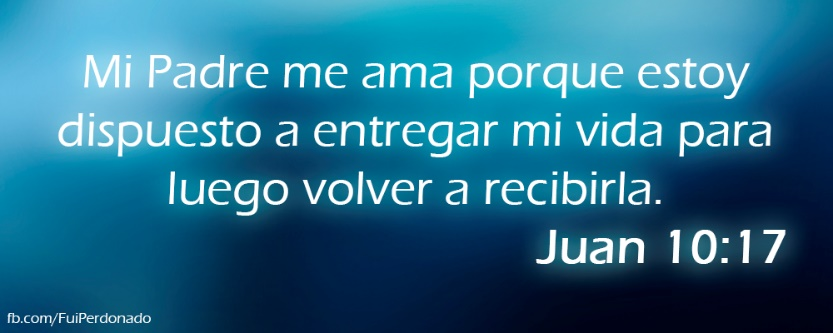 Mi Padre me ama porque estoy
dispuesto a entregar mi vida para
luego volver a recibirla.
Juan 10:17
fb.com/FuiPerdonado